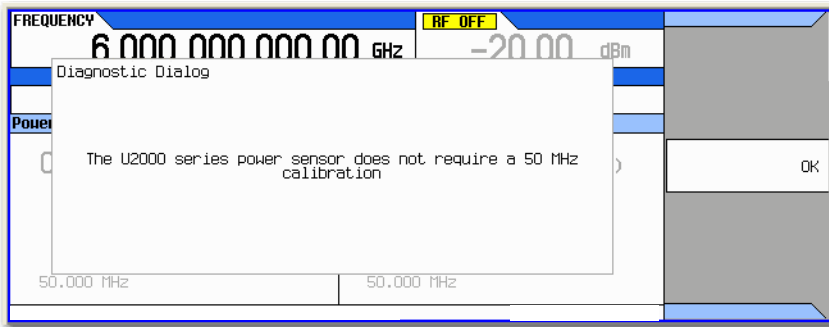 FREQUENCY
RF OFF
6.000 000 000 00 GHz
-20.00 dBm
Diagnostic Dialog
The U2000 series power sensor does not require a 50 MHz
calibration
OK
50.000 MHz
50.000 MHz